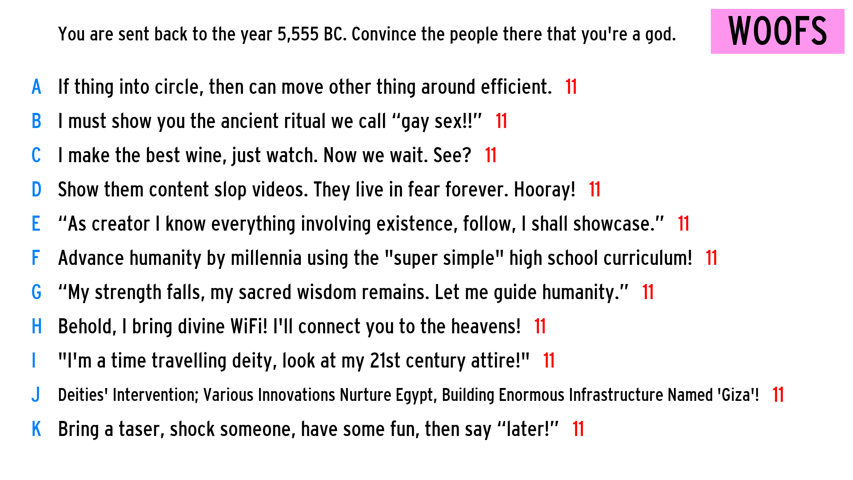 You are sent back to the year 5,555 BC. Convince the people there that you're a god.
WOOFS
A If thing into circle, then can move other thing around efficient. 11
B I must show you the ancient ritual we call “gay sex!!” 11
C I make the best wine, just watch. Now we wait. See? 11
D Show them content slop videos. They live in fear forever. Hooray! 11
E “As creator I know everything involving existence, follow, I shall showcase.” 11
F Advance humanity by millennia using the "super simple" high school curriculum! 11
G “My strength falls, my sacred wisdom remains. Let me guide humanity.” 11
H Behold, I bring divine WiFi! I'll connect you to the heavens! 11
I "I'm a time travelling deity, look at my 21st century attire!" 11
J Deities' Intervention; Various Innovations Nurture Egypt, Building Enormous Infrastructure Named 'Giza'! 11
K Bring a taser, shock someone, have some fun, then say “later!” 11